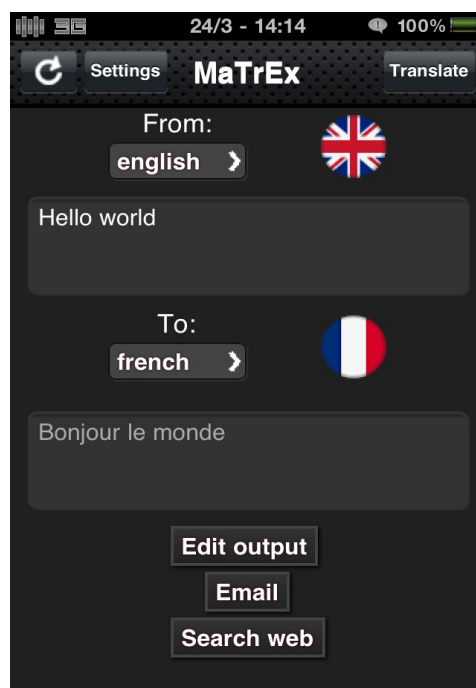 3G 24/3 - 14:14 100%
Settings MaTrEx Translate
From:
english
Hello world
To:
french
Bonjour le monde
Edit output
Email
Search web